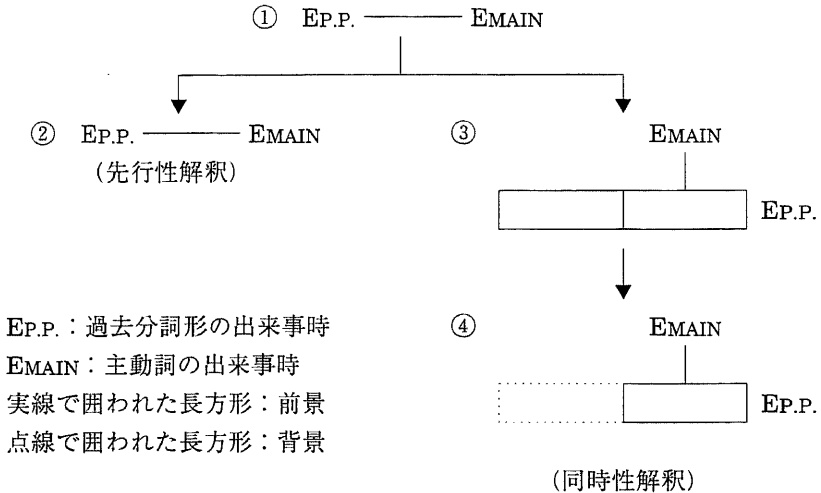 ① EP.P. EMAIN
② EP.P. EMAIN
(先行性解釈)
③ EMAIN
EP.P.
EP.P.:過去分詞形の出来事時
EMAIN:主動詞の出来事時
実線で囲われた長方形:前景
点線で囲われた長方形:背景
④ EMAIN
EP.P.
(同時性解釈)